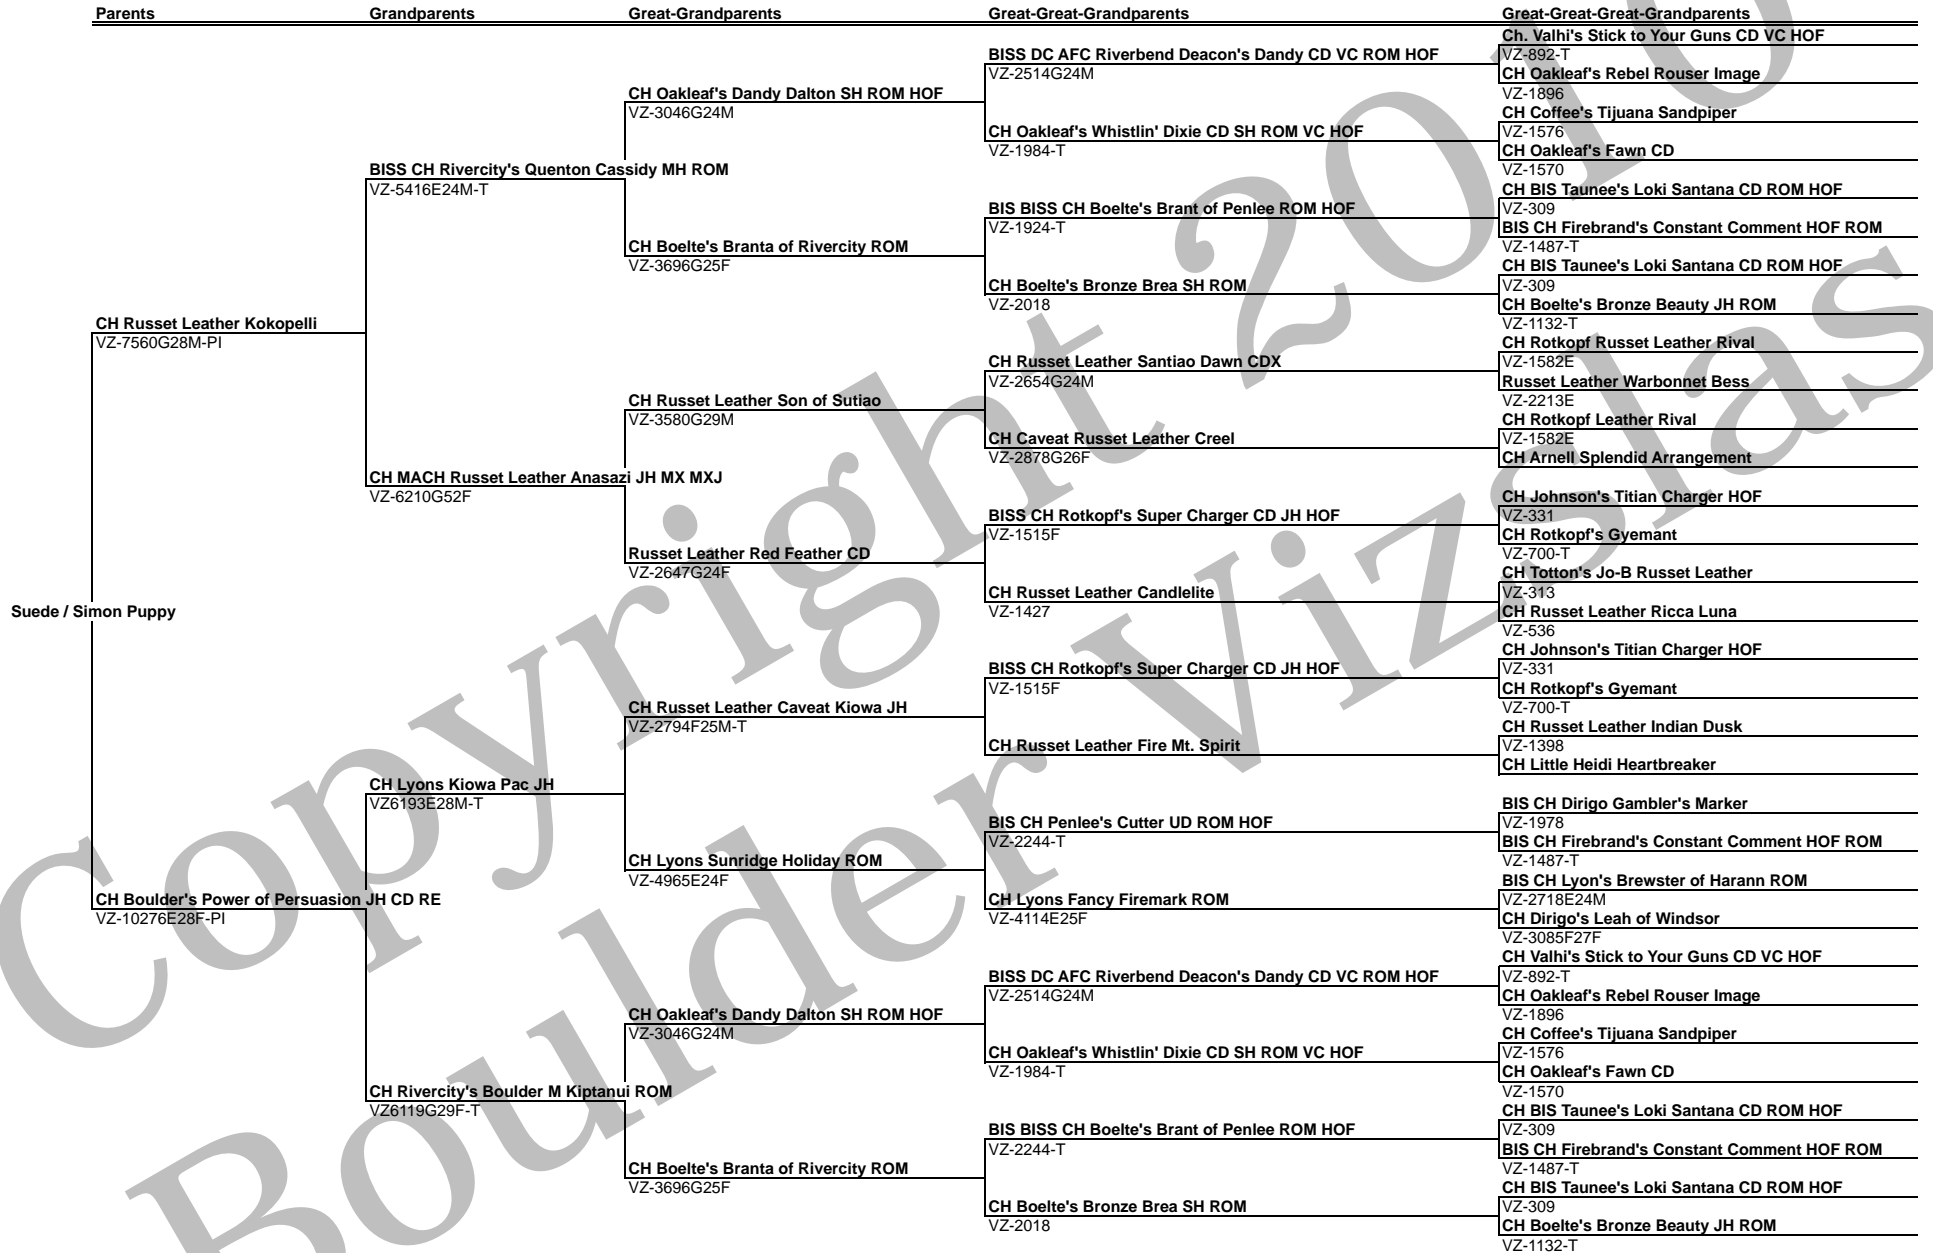 Parents Grandparents Great-Grandparents Great-Great-Grandparents Great-Great-Great-Grandparents
Suede / Simon Puppy
CH Russet Leather Kokopelli
VZ-7560G28M-PI
CH Boulder's Power of Persuasion JH CD RE
VZ-10276E28F-PI
BISS CH Rivercity's Quenton Cassidy MH ROM
VZ-5416E24M-T
CH MACH Russet Leather Anasazi JH MX MXJ
VZ-6210G52F
CH Lyons Kiowa Pac JH
VZ6193E28M-T
CH Rivercity's Boulder M Kiptanui ROM
VZ6119G29F-T
CH Oakleaf's Dandy Dalton SH ROM HOF
VZ-3046G24M
CH Boelte's Branta of Rivercity ROM
VZ-3696G25F
CH Russet Leather Son of Sutiao
VZ-3580G29M
Russet Leather Red Feather CD
VZ-2647G24F
CH Russet Leather Caveat Kiowa JH
VZ-2794F25M-T
CH Lyons Sunridge Holiday ROM
VZ-4965E24F
CH Oakleaf's Dandy Dalton SH ROM HOF
VZ-3046G24M
CH Boelte's Branta of Rivercity ROM
VZ-3696G25F
BISS DC AFC Riverbend Deacon's Dandy CD VC ROM HOF
VZ-2514G24M
CH Oakleaf's Whistlin' Dixie CD SH ROM VC HOF
VZ-1984-T
BIS BISS CH Boelte's Brant of Penlee ROM HOF
VZ-1924-T
CH Boelte's Bronze Brea SH ROM
VZ-2018
CH Russet Leather Santiao Dawn CDX
VZ-2654G24M
CH Caveat Russet Leather Creel
VZ-2878G26F
BISS CH Rotkopf's Super Charger CD JH HOF
VZ-1515F
CH Russet Leather Candlelite
VZ-1427
BISS CH Rotkopf's Super Charger CD JH HOF
VZ-1515F
CH Russet Leather Fire Mt. Spirit
BIS CH Penlee's Cutter UD ROM HOF
VZ-2244-T
CH Lyons Fancy Firemark ROM
VZ-4114E25F
BISS DC AFC Riverbend Deacon's Dandy CD VC ROM HOF
VZ-2514G24M
CH Oakleaf's Whistlin' Dixie CD SH ROM VC HOF
VZ-1984-T
BIS BISS CH Boelte's Brant of Penlee ROM HOF
VZ-2244-T
CH Boelte's Bronze Brea SH ROM
VZ-2018
Ch. Valhi's Stick to Your Guns CD VC HOF
VZ-892-T
CH Oakleaf's Rebel Rouser Image
VZ-1896
CH Coffee's Tijuana Sandpiper
VZ-1576
CH Oakleaf's Fawn CD
VZ-1570
CH BIS Taunee's Loki Santana CD ROM HOF
VZ-309
BIS CH Firebrand's Constant Comment HOF ROM
VZ-1487-T
CH BIS Taunee's Loki Santana CD ROM HOF
VZ-309
CH Boelte's Bronze Beauty JH ROM
VZ-1132-T
CH Rotkopf Russet Leather Rival
VZ-1582E
Russet Leather Warbonnet Bess
VZ-2213E
CH Rotkopf Leather Rival
VZ-1582E
CH Arnell Splendid Arrangement
CH Johnson's Titian Charger HOF
VZ-331
CH Rotkopf's Gyemant
VZ-700-T
CH Totton's Jo-B Russet Leather
VZ-313
CH Russet Leather Ricca Luna
VZ-536
CH Johnson's Titian Charger HOF
VZ-331
CH Rotkopf's Gyemant
VZ-700-T
CH Russet Leather Indian Dusk
VZ-1398
CH Little Heidi Heartbreaker
BIS CH Dirigo Gambler's Marker
VZ-1978
BIS CH Firebrand's Constant Comment HOF ROM
VZ-1487-T
BIS CH Lyon's Brewster of Harann ROM
VZ-2718E24M
CH Dirigo's Leah of Windsor
VZ-3085F27F
CH Valhi's Stick to Your Guns CD VC HOF
VZ-892-T
CH Oakleaf's Rebel Rouser Image
VZ-1896
CH Coffee's Tijuana Sandpiper
VZ-1576
CH Oakleaf's Fawn CD
VZ-1570
CH BIS Taunee's Loki Santana CD ROM HOF
VZ-309
BIS CH Firebrand's Constant Comment HOF ROM
VZ-1487-T
CH BIS Taunee's Loki Santana CD ROM HOF
VZ-309
CH Boelte's Bronze Beauty JH ROM
VZ-1132-T
Copyright 2010
Boulder Vizslas